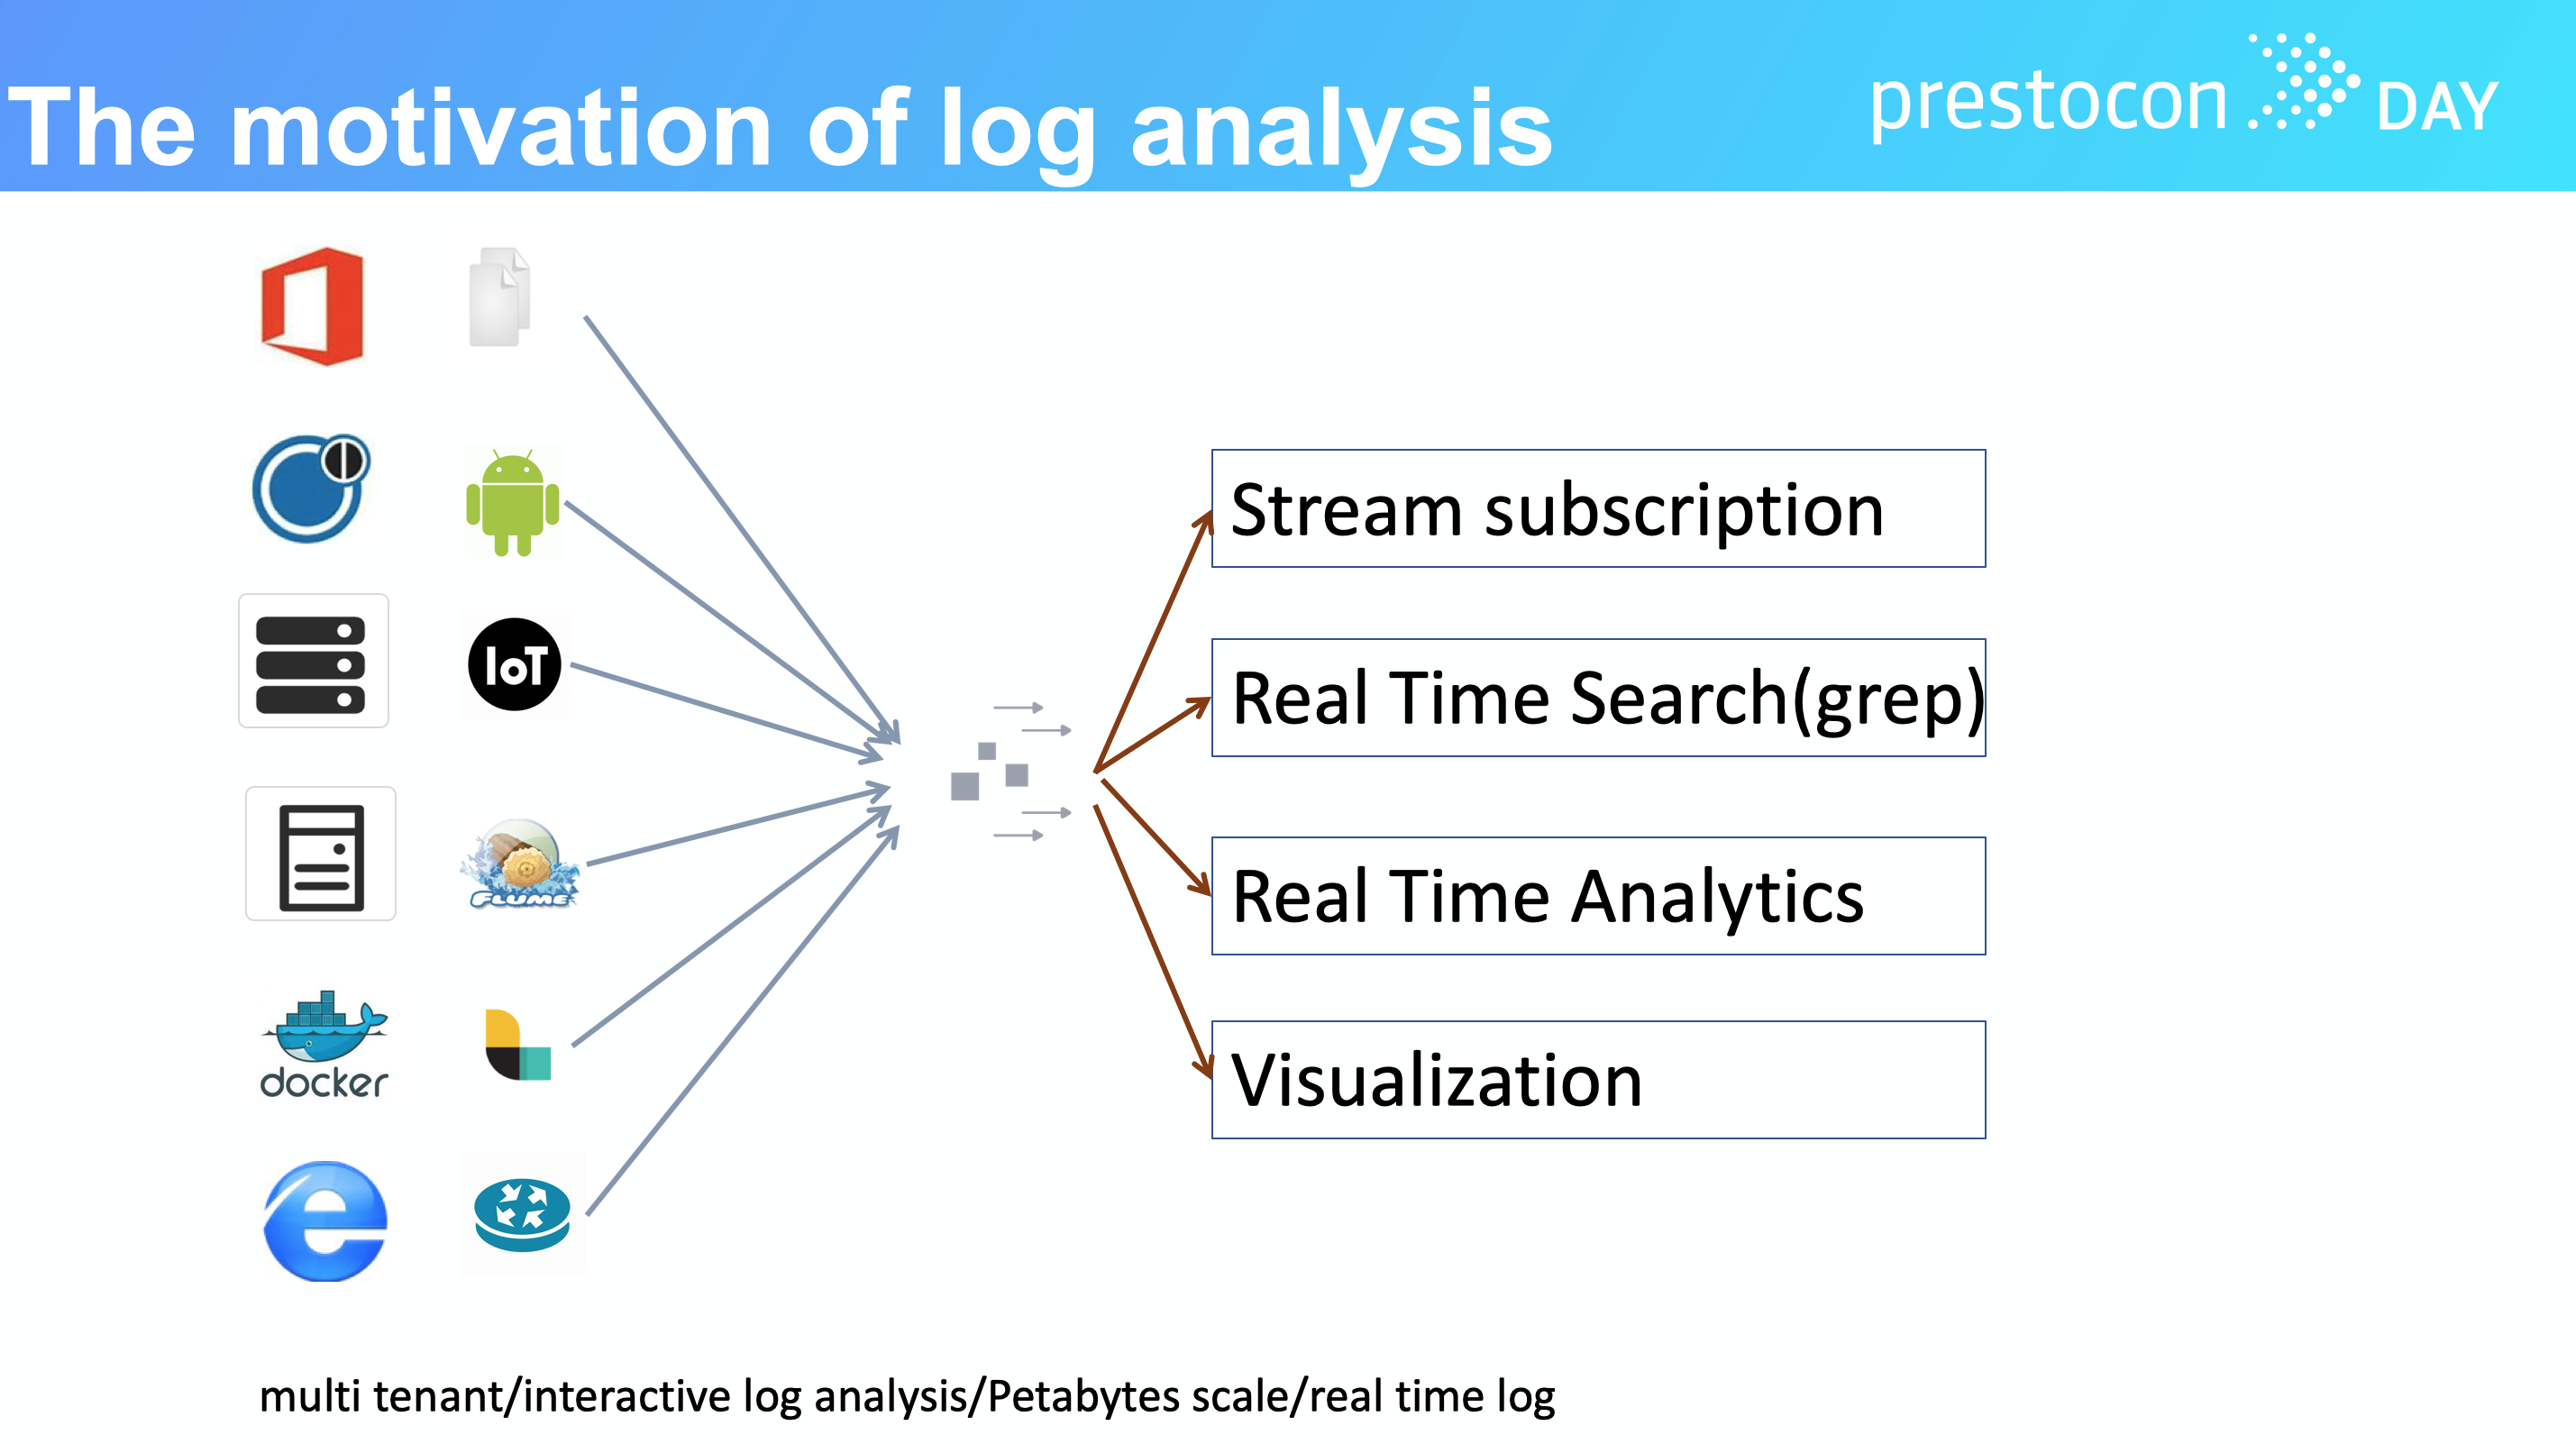 The motivation of log analysis
prestocon DAY
Stream subscription
Real Time Search(grep)
IoT
Real Time Analytics
FLUME
docker
Visualization
multi tenant/interactive log analysis/Petabytes scale/real time log